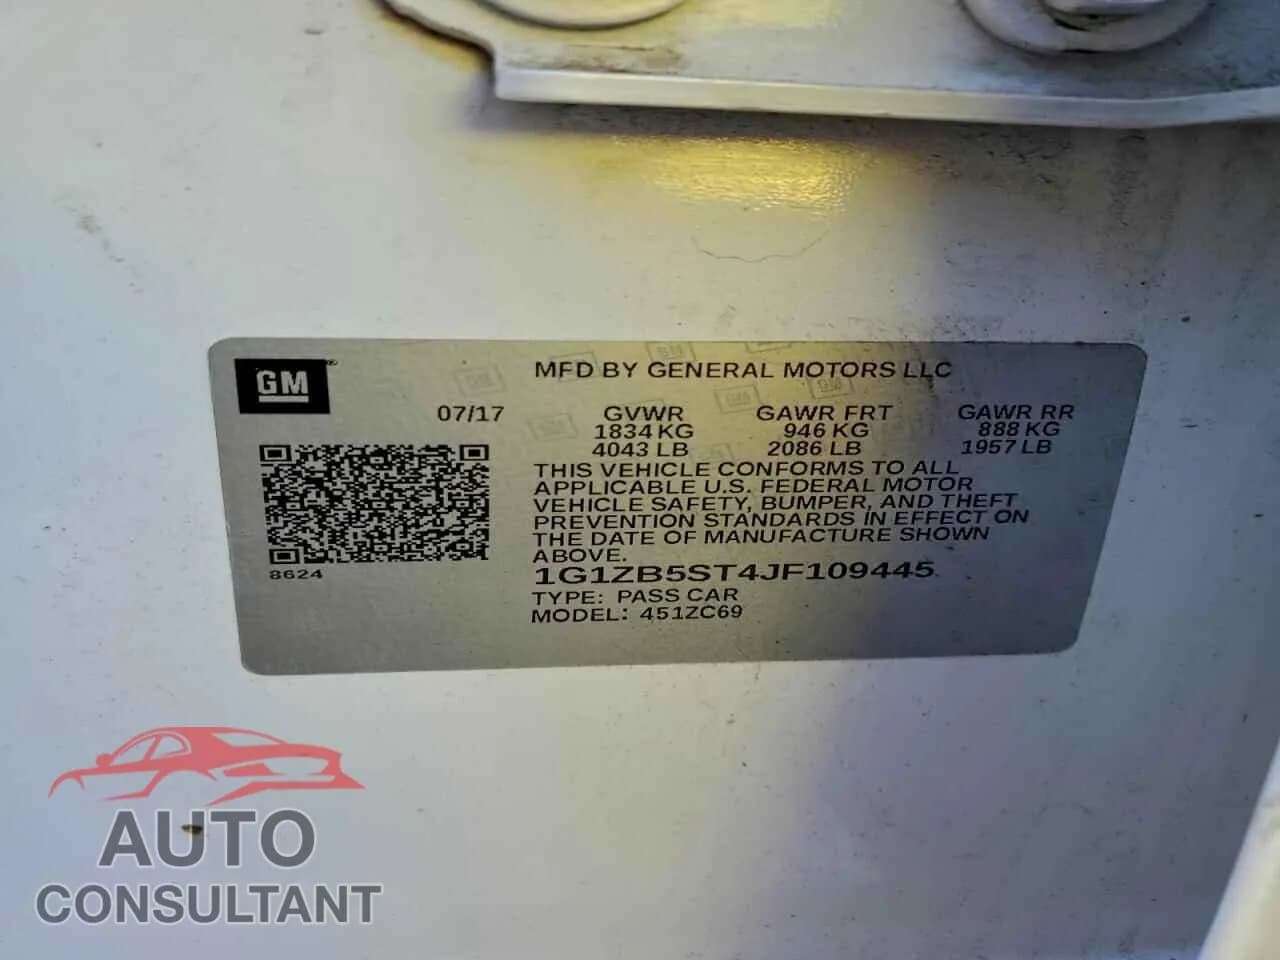 GM®
MFD BY GENERAL MOTORS LLC
07/17
GVWR GAWR FRT GAWR RR
1834 KG 946 KG 888 KG
4043 LB 2086 LB 1957 LB
THIS VEHICLE CONFORMS TO ALL
APPLICABLE U.S. FEDERAL MOTOR
VEHICLE SAFETY, BUMPER, AND THEFT
PREVENTION STANDARDS IN EFFECT ON
THE DATE OF MANUFACTURE SHOWN
ABOVE.
8624
1G1ZB5ST4JF109445
TYPE: PASS CAR
MODEL: 451ZC69
AUTO
CONSULTANT